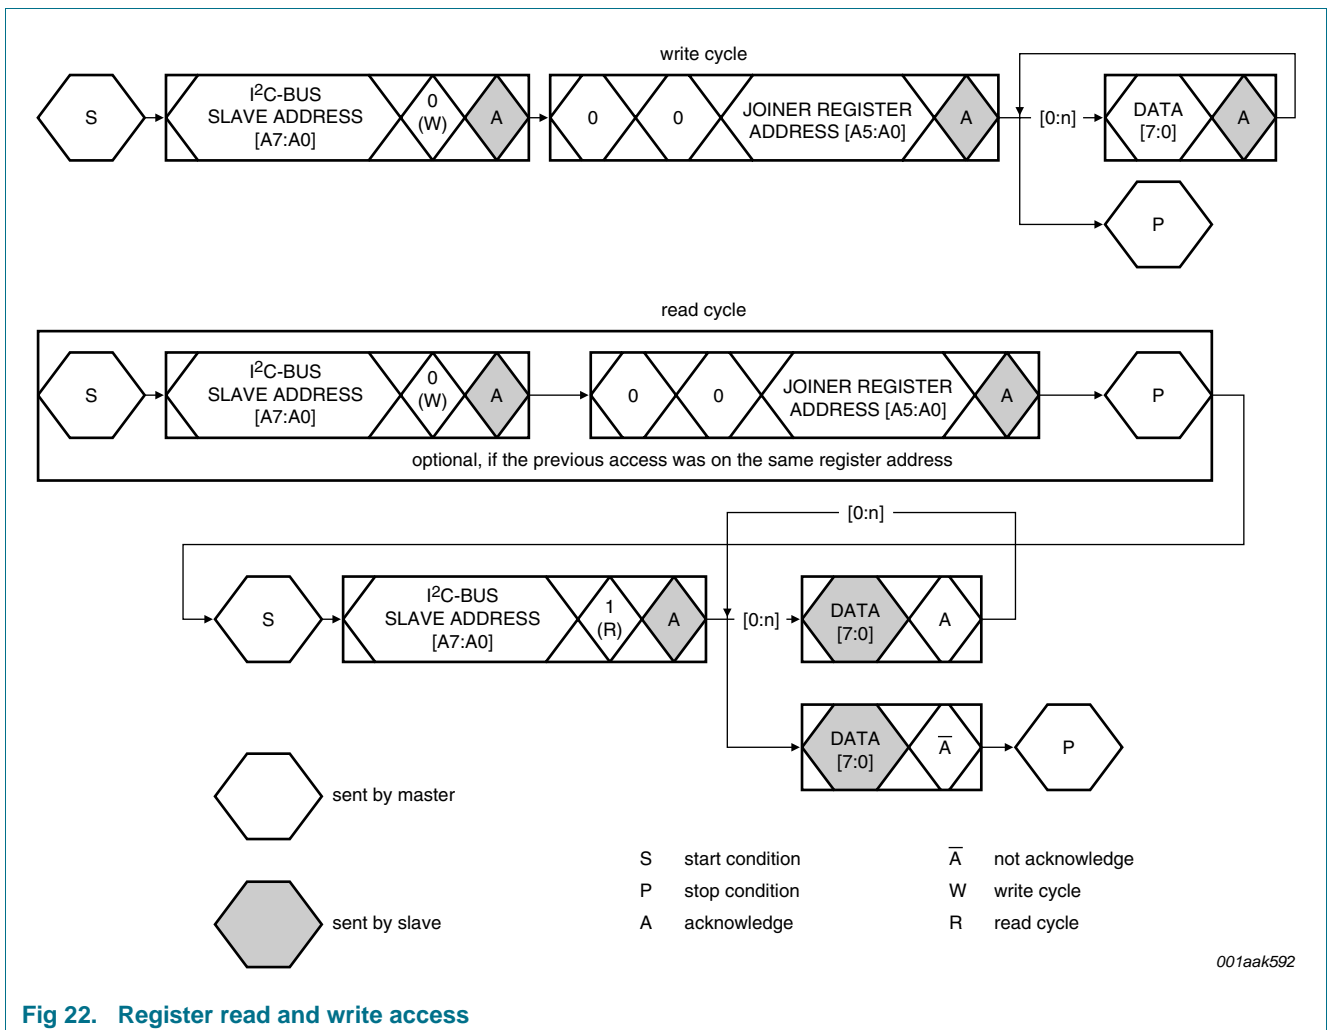 write cycle
S
I2C-BUS
SLAVE ADDRESS
[A7:A0]
0
(W)
A
0
0
JOINER REGISTER
ADDRESS [A5:A0]
A
[0:n]
DATA
[7:0]
A
P
read cycle
S
I2C-BUS
SLAVE ADDRESS
[A7:A0]
0
(W)
A
0
0
JOINER REGISTER
ADDRESS [A5:A0]
A
P
optional, if the previous access was on the same register address
[0:n]
S
I2C-BUS
SLAVE ADDRESS
[A7:A0]
1
(R)
A
[0:n]
DATA
[7:0]
A
DATA
[7:0]
A̅
P
sent by master
sent by slave
S start condition
P stop condition
A acknowledge
A̅ not acknowledge
W write cycle
R read cycle
001aak592
Fig 22. Register read and write access